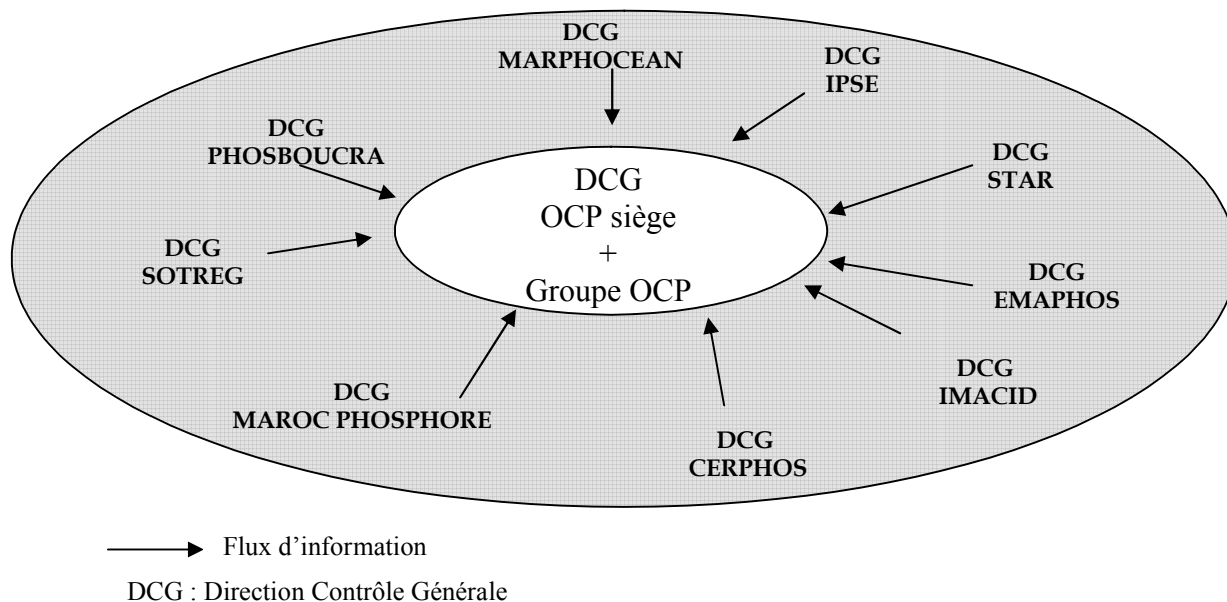 DCG
MARPHOCEAN
DCG
IPSE
DCG
PHOSBOUCRA
DCG
STAR
DCG
OCP siège
+
Groupe OCP
DCG
SOTREG
DCG
EMAPHOS
DCG
IMACID
DCG
MAROC PHOSPHORE
DCG
CERPHOS
Flux d'information
DCG : Direction Contrôle Générale